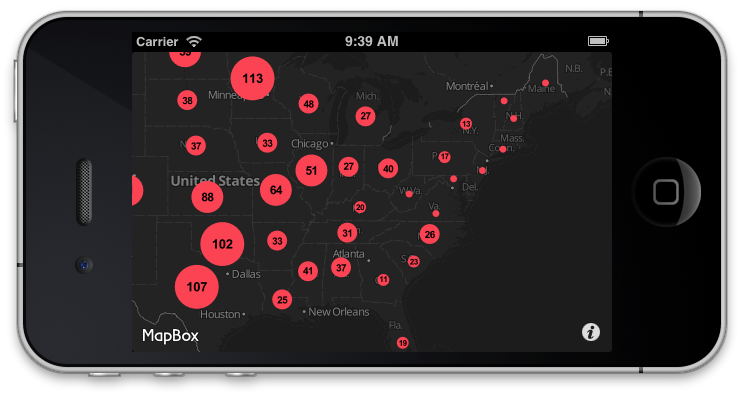 Carrier 9:39 AM
113
N.B.
Montréal
Maine
38
48
Mich.
27
N.H.
13
N.Y.
Mass.
37
33
Chicago
Conn.
17
51
27
40
United States
64
Del.
88
W.Va.
20
Va.
102
33
31
26
Atlanta
23
Dallas
41
37
11
107
25
Houston
New Orleans
Fla.
MapBox
19
i